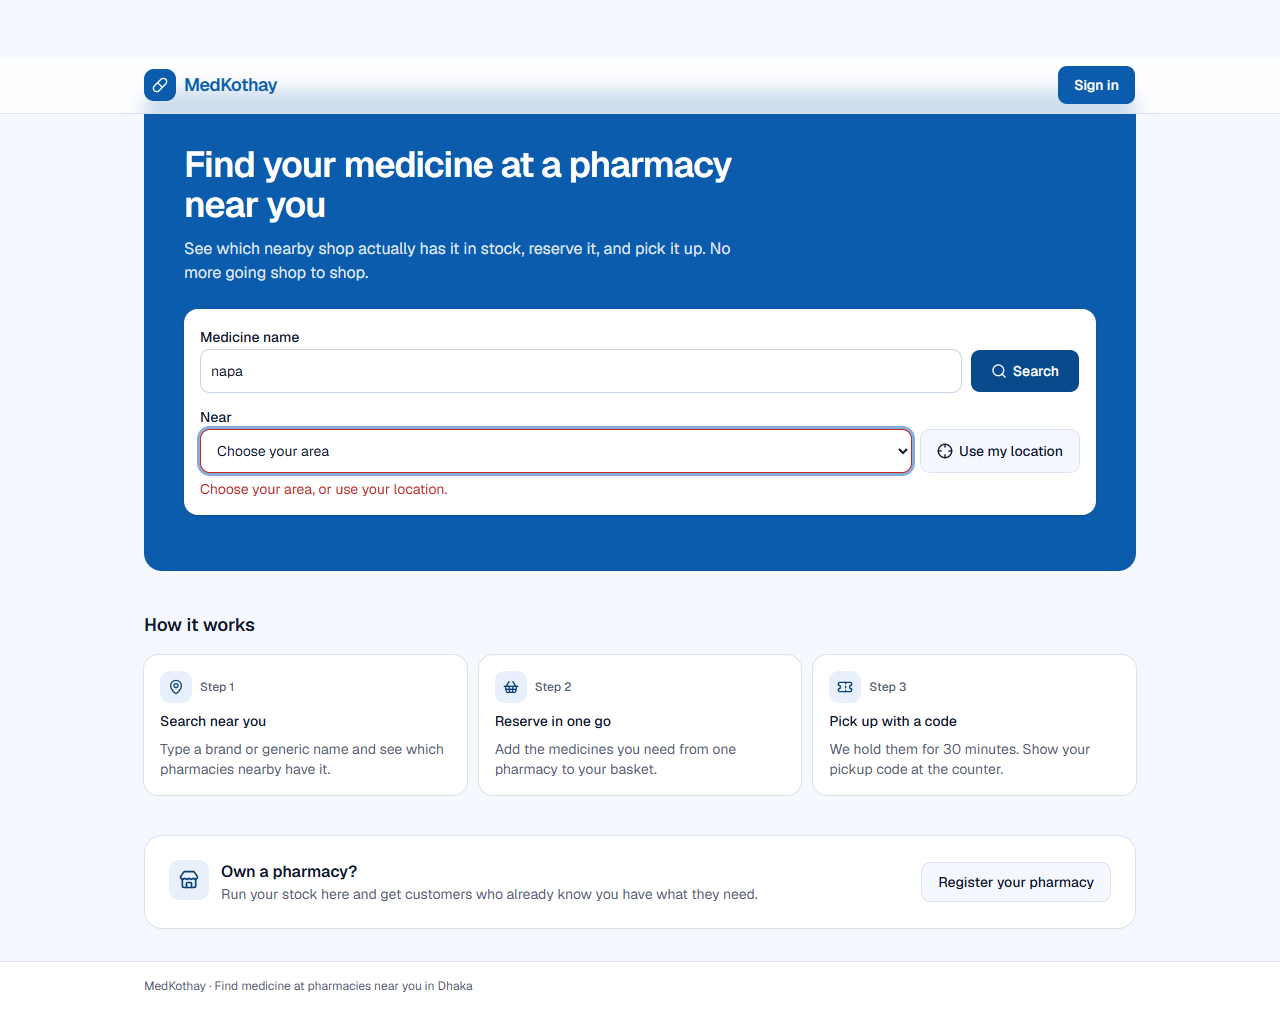 MedKothay
Sign in
Find your medicine at a pharmacy
near you
See which nearby shop actually has it in stock, reserve it, and pick it up. No
more going shop to shop.
Medicine name
napa
Search
Near
Choose your area
Use my location
Choose your area, or use your location.
How it works
Step 1
Search near you
Type a brand or generic name and see which
pharmacies nearby have it.
Step 2
Reserve in one go
Add the medicines you need from one
pharmacy to your basket.
Step 3
Pick up with a code
We hold them for 30 minutes. Show your
pickup code at the counter.
Own a pharmacy?
Run your stock here and get customers who already know you have what they need.
Register your pharmacy
MedKothay · Find medicine at pharmacies near you in Dhaka